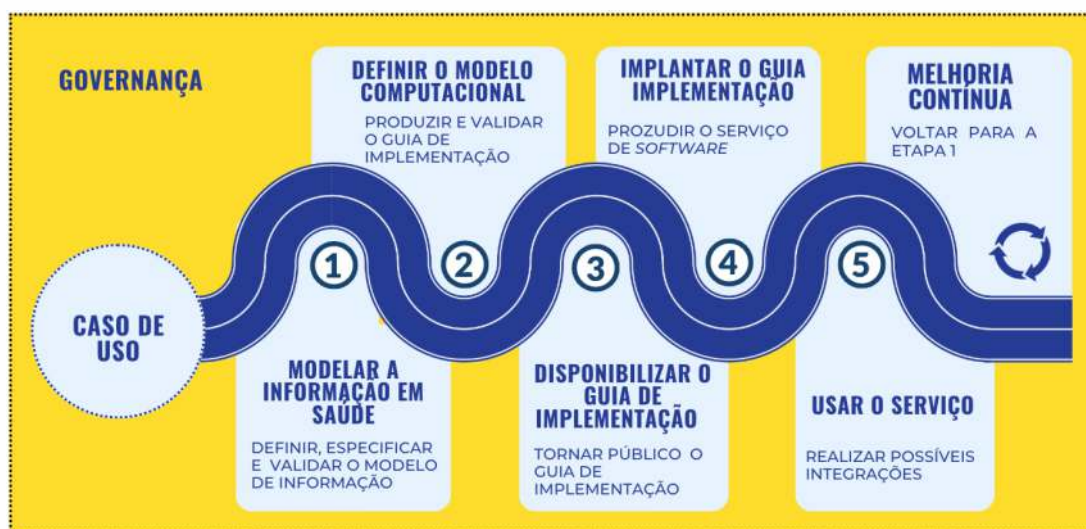 GOVERNANÇA
DEFINIR O MODELO
COMPUTACIONAL
PRODUZIR E VALIDAR
O GUIA DE
IMPLEMENTAÇÃO
IMPLANTAR O GUIA
IMPLEMENTAÇÃO
PROZUDIR O SERVIÇO
DE SOFTWARE
MELHORIA
CONTÍNUA
VOLTAR PARA A
ETAPA 1
CASO DE
USO
1
2
3
4
5
MODELAR A
INFORMAÇÃO EM
SAÚDE
DEFINIR, ESPECIFICAR
E VALIDAR O MODELO
DE INFORMAÇÃO
DISPONIBILIZAR O
GUIA DE
IMPLEMENTAÇÃO
TORNAR PÚBLICO O
GUIA DE
IMPLEMENTAÇÃO
USAR O SERVIÇO
REALIZAR POSSÍVEIS
INTEGRAÇÕES